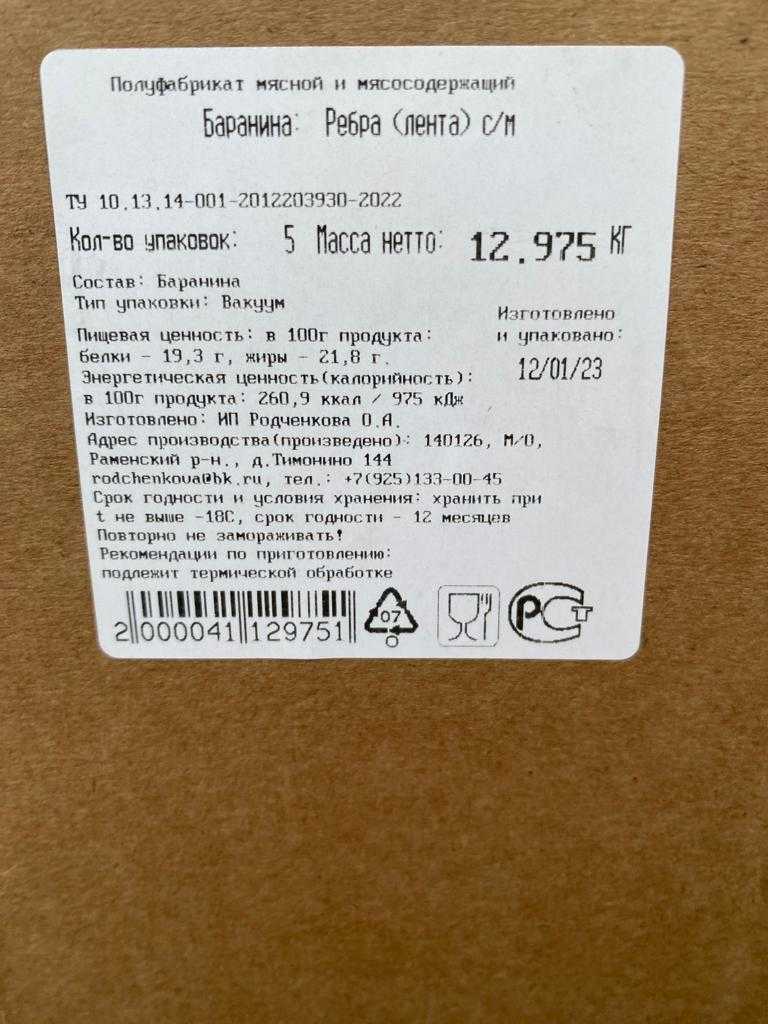 Полуфабрикат мясной и мясосодержащий
Баранина: Ребра (лента) с/м
ТУ 10.13.14-001-2012203930-2022
Кол-во упаковок: 5 Масса нетто: 12.975 КГ
Состав: Баранина
Тип упаковки: Вакуум
Изготовлено
и упаковано:
12/01/23
Пищевая ценность: в 100г продукта:
белки - 19,3 г, жиры - 21,8 г.
Энергетическая ценность(калорийность):
в 100г продукта: 260,9 ккал / 975 кДж
Изготовлено: ИП Родченкова О.А.
Адрес производства(произведено): 140126, М/О,
Раменский р-н., д.Тимонино 144
rodchenkova@bk.ru, тел.: +7(925)133-00-45
Срок годности и условия хранения: хранить при
t не выше -18С, срок годности - 12 месяцев
Повторно не замораживать!
Рекомендации по приготовлению:
подлежит термической обработке
2 000041 129751
07
РСТ